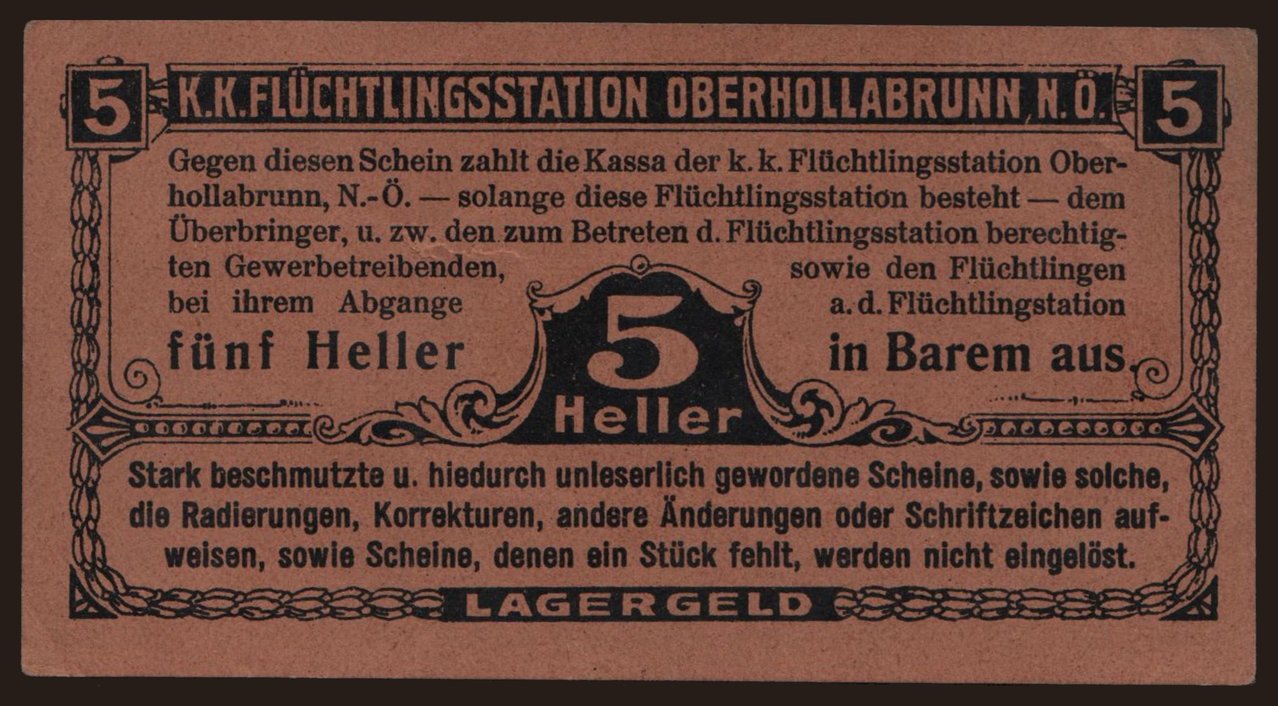 5 K.K.FLÜCHTLINGSSTATION OBERHOLLABRUNN, N.Ö. 5
Gegen diesen Schein zahlt die Kassa der k. k. Flüchtlingsstation Ober-
hollabrunn, N.-Ö. — solange diese Flüchtlingsstation besteht — dem
Überbringer, u. zw. den zum Betreten d. Flüchtlingsstation berechtig-
ten Gewerbetreibenden, sowie den Flüchtlingen
bei ihrem Abgange a. d. Flüchtlingstation
fünf Heller 5 in Barem aus.
Heller
Stark beschmutzte u. hiedurch unleserlich gewordene Scheine, sowie solche,
die Radierungen, Korrekturen, andere Änderungen oder Schriftzeichen auf-
weisen, sowie Scheine, denen ein Stück fehlt, werden nicht eingelöst.
LAGERGELD